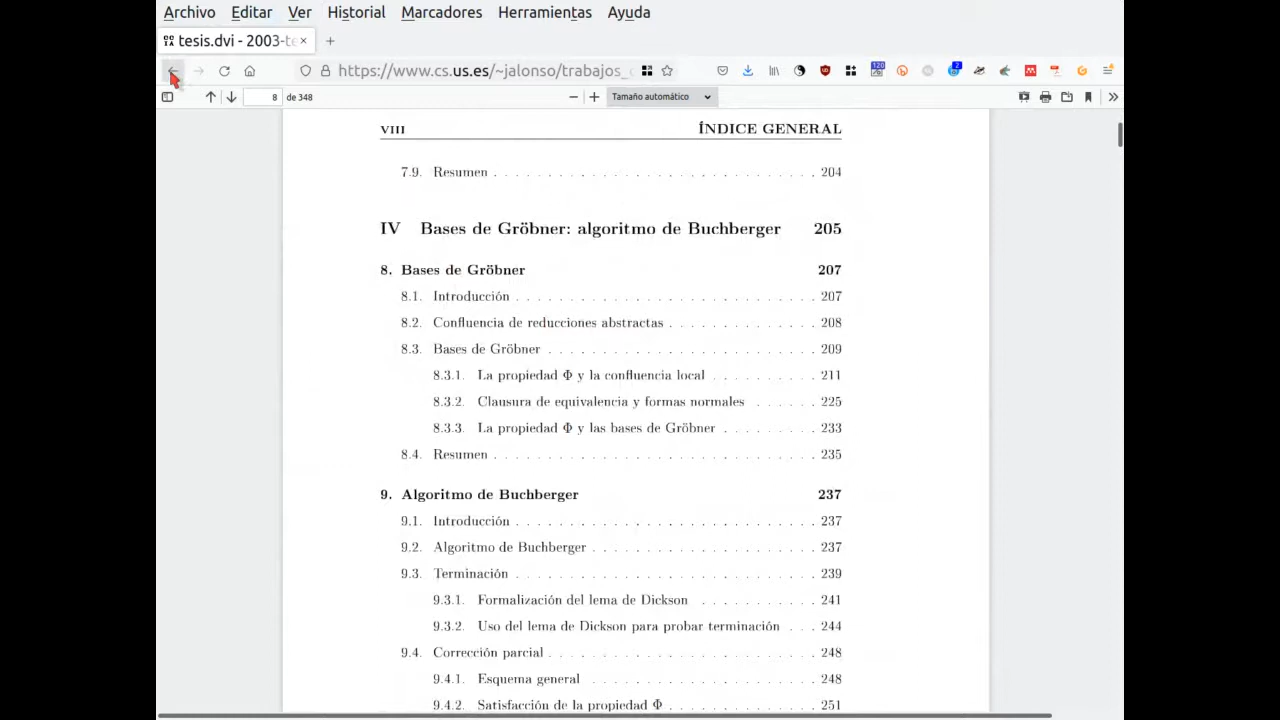 Archivo Editar Ver Historial Marcadores Herramientas Ayuda
tesis.dvi - 2003-te
https://www.cs.us.es/~jalonso/trabajos_
120
2
8 de 348
Tamaño automático
VIII ÍNDICE GENERAL
7.9. Resumen . . . . . . . . . . . . . . . . . . . . . . . . . . . . 204
IV Bases de Gröbner: algoritmo de Buchberger 205
8. Bases de Gröbner 207
8.1. Introducción . . . . . . . . . . . . . . . . . . . . . . . . . . 207
8.2. Confluencia de reducciones abstractas . . . . . . . . . . . . . 208
8.3. Bases de Gröbner . . . . . . . . . . . . . . . . . . . . . . . 209
8.3.1. La propiedad Φ y la confluencia local . . . . . . . . . 211
8.3.2. Clausura de equivalencia y formas normales . . . . . 225
8.3.3. La propiedad Φ y las bases de Gröbner . . . . . . . . 233
8.4. Resumen . . . . . . . . . . . . . . . . . . . . . . . . . . . . 235
9. Algoritmo de Buchberger 237
9.1. Introducción . . . . . . . . . . . . . . . . . . . . . . . . . . 237
9.2. Algoritmo de Buchberger . . . . . . . . . . . . . . . . . . . 237
9.3. Terminación . . . . . . . . . . . . . . . . . . . . . . . . . . 239
9.3.1. Formalización del lema de Dickson . . . . . . . . . . 241
9.3.2. Uso del lema de Dickson para probar terminación . . . 244
9.4. Corrección parcial . . . . . . . . . . . . . . . . . . . . . . . 248
9.4.1. Esquema general . . . . . . . . . . . . . . . . . . . 248
9.4.2. Satisfacción de la propiedad Φ . . . . . . . . . . . . 251